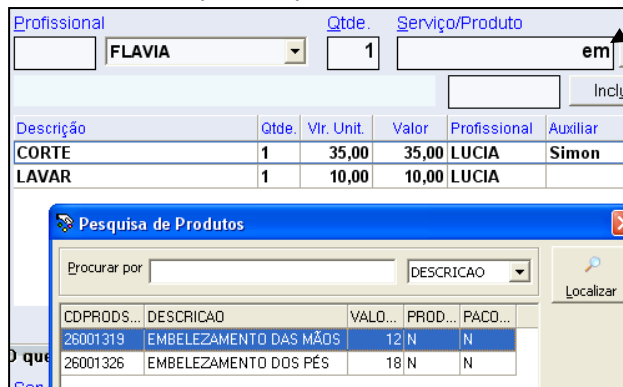 Profissional Qtde. Serviço/Produto
FLAVIA 1 em
Descrição Qtde. Vlr. Unit. Valor Profissional Auxiliar
CORTE 1 35,00 35,00 LUCIA Simon
LAVAR 1 10,00 10,00 LUCIA
Pesquisa de Produtos
Procurar por DESCRICAO
Localizar
CDPRODS... DESCRICAO VALO... PROD... PACO...
26001319 EMBELEZAMENTO DAS MÃOS 12 N N
26001326 EMBELEZAMENTO DOS PÉS 18 N N
que